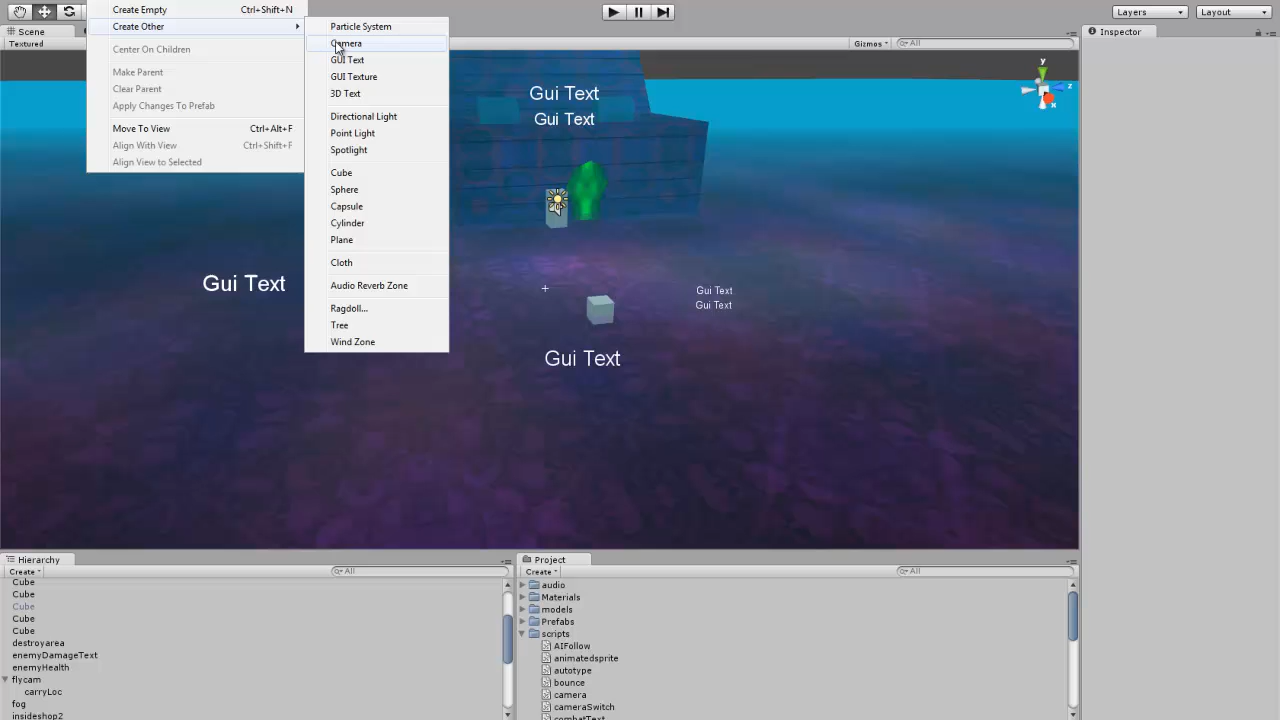 Create Empty Ctrl+Shift+N
Create Other
Center On Children
Make Parent
Clear Parent
Apply Changes To Prefab
Move To View Ctrl+Alt+F
Align With View Ctrl+Shift+F
Align View to Selected
Particle System
Camera
GUI Text
GUI Texture
3D Text
Directional Light
Point Light
Spotlight
Cube
Sphere
Capsule
Cylinder
Plane
Cloth
Audio Reverb Zone
Ragdoll...
Tree
Wind Zone
Layers
Layout
Scene
Textured
Gizmos
All
Inspector
y
z
x
Gui Text
Gui Text
Gui Text
Gui Text
Gui Text
Gui Text
Hierarchy
Create
All
Cube
Cube
Cube
Cube
Cube
destroyarea
enemyDamageText
enemyHealth
flycam
carryLoc
fog
insideshop2
Project
Create
All
audio
Materials
models
Prefabs
scripts
AIFollow
animatedsprite
autotype
bounce
camera
cameraSwitch
combatText